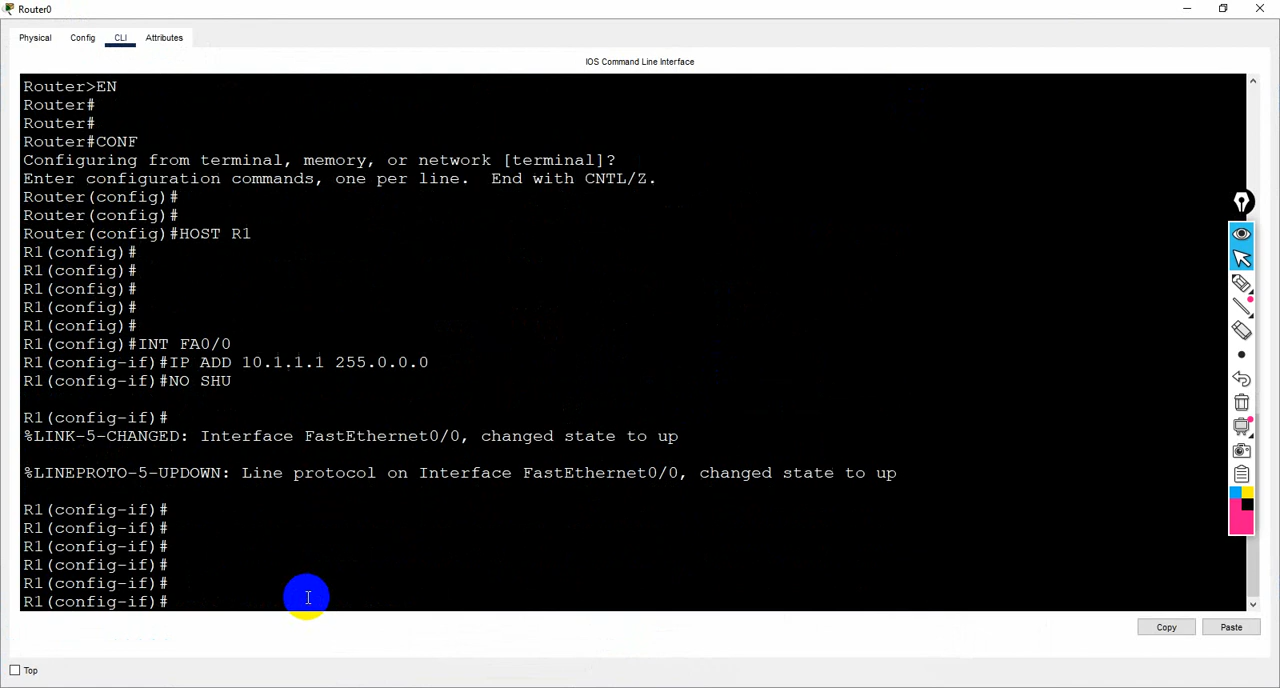 Router0
Physical Config CLI Attributes
IOS Command Line Interface
Router>EN
Router#
Router#
Router#CONF
Configuring from terminal, memory, or network [terminal]?
Enter configuration commands, one per line.  End with CNTL/Z.
Router(config)#
Router(config)#
Router(config)#HOST R1
R1(config)#
R1(config)#
R1(config)#
R1(config)#
R1(config)#
R1(config)#INT FA0/0
R1(config-if)#IP ADD 10.1.1.1 255.0.0.0
R1(config-if)#NO SHU
R1(config-if)#
%LINK-5-CHANGED: Interface FastEthernet0/0, changed state to up
%LINEPROTO-5-UPDOWN: Line protocol on Interface FastEthernet0/0, changed state to up
R1(config-if)#
R1(config-if)#
R1(config-if)#
R1(config-if)#
R1(config-if)#
R1(config-if)#
Copy Paste
Top